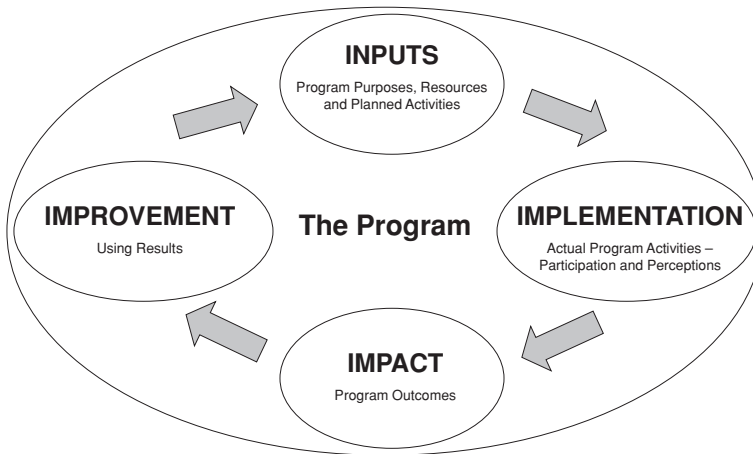 INPUTS
Program Purposes, Resources
and Planned Activities
IMPROVEMENT
Using Results
The Program
IMPLEMENTATION
Actual Program Activities –
Participation and Perceptions
IMPACT
Program Outcomes